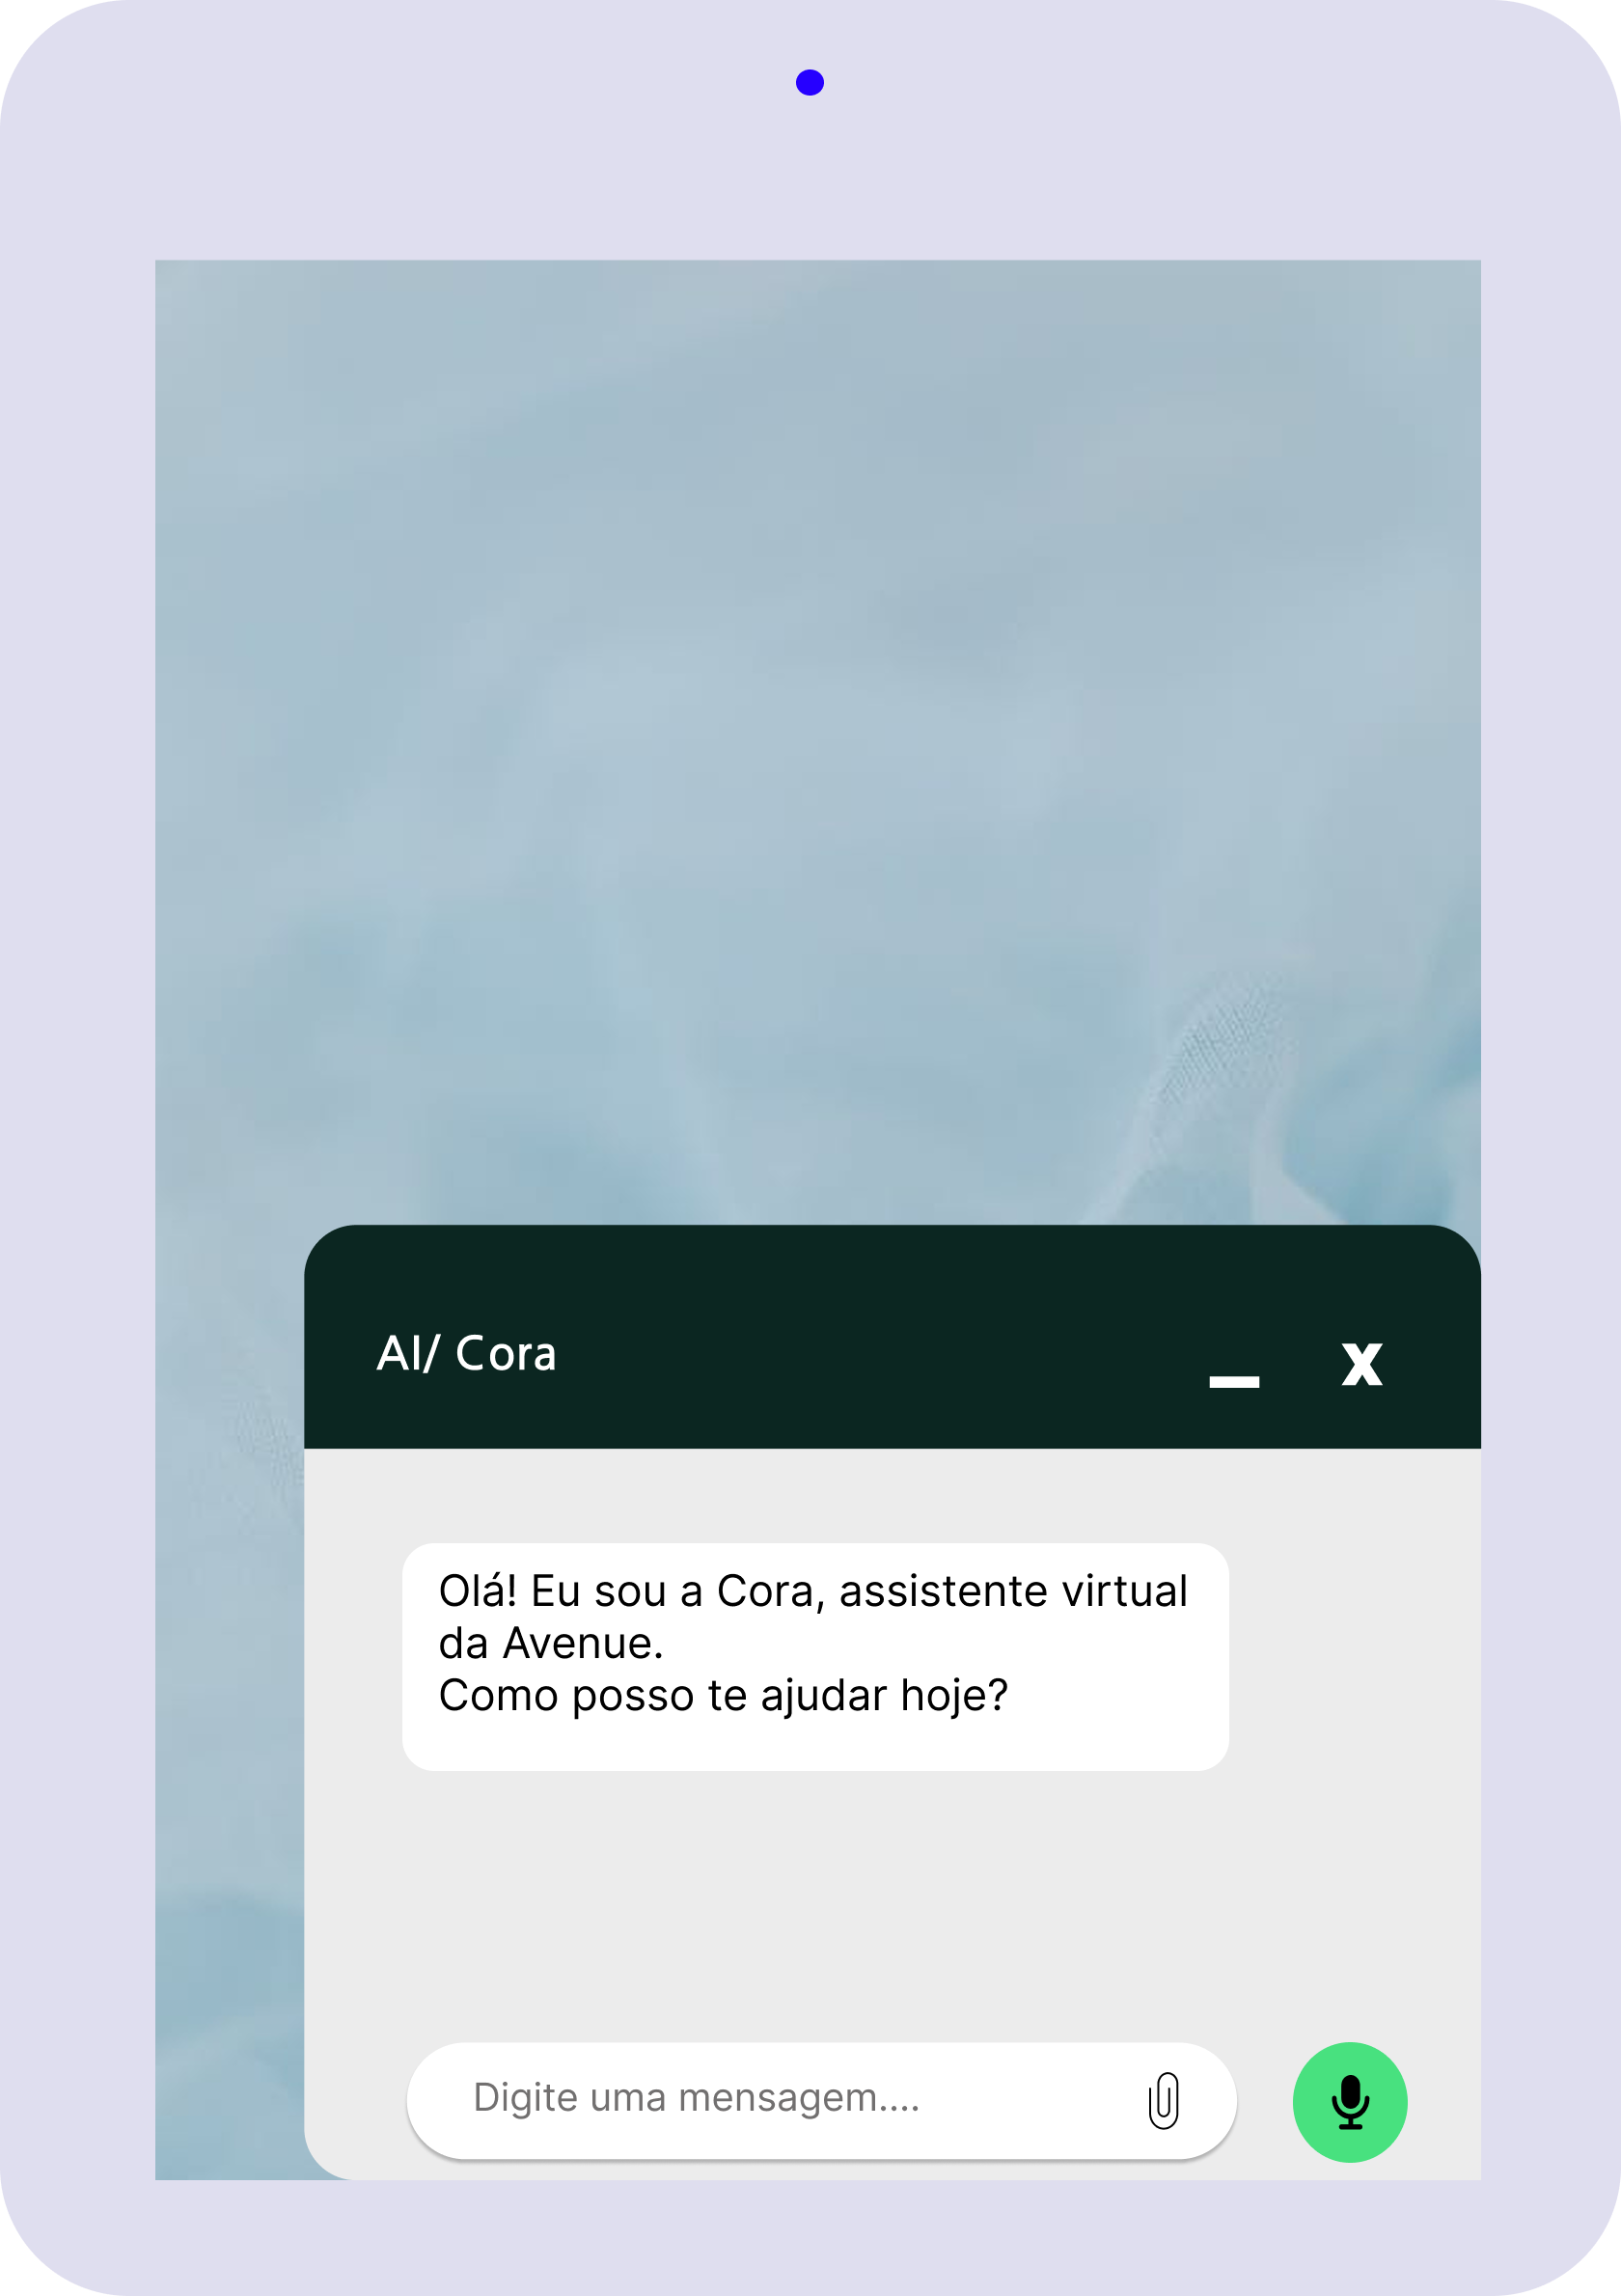 AI/ Cora
Olá! Eu sou a Cora, assistente virtual
da Avenue.
Como posso te ajudar hoje?
Digite uma mensagem....